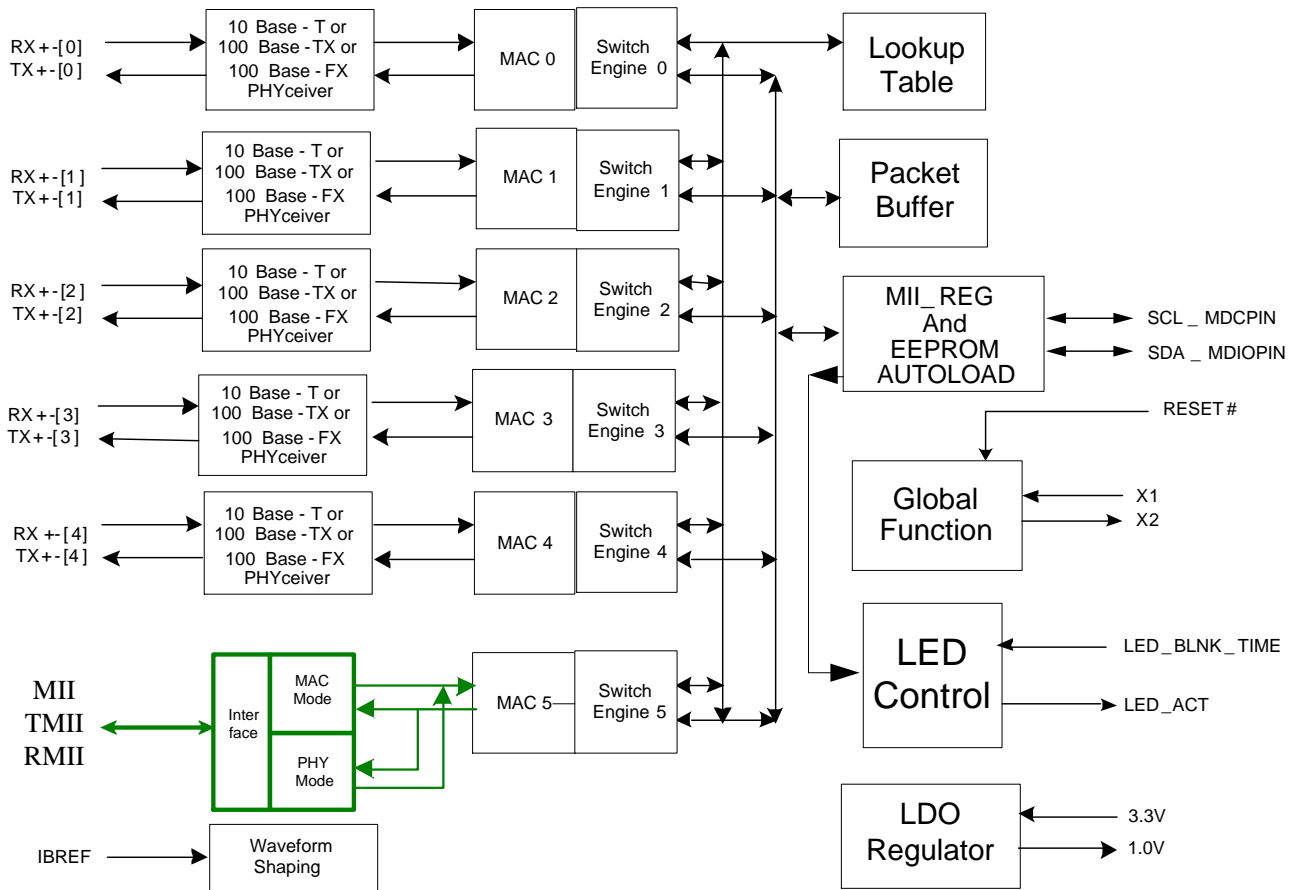 RX+-[0]
TX+-[0]
10 Base - T or
100 Base - TX or
100 Base - FX
PHYceiver
MAC 0
Switch
Engine 0
Lookup
Table
RX+-[1]
TX+-[1]
10 Base - T or
100 Base - TX or
100 Base - FX
PHYceiver
MAC 1
Switch
Engine 1
Packet
Buffer
RX+-[2]
TX+-[2]
10 Base - T or
100 Base - TX or
100 Base - FX
PHYceiver
MAC 2
Switch
Engine 2
MII_REG
And
EEPROM
AUTOLOAD
SCL_MDCPIN
SDA_MDIOPIN
RX+-[3]
TX+-[3]
10 Base - T or
100 Base - TX or
100 Base - FX
PHYceiver
MAC 3
Switch
Engine 3
RESET#
Global
Function
X1
X2
RX+-[4]
TX+-[4]
10 Base - T or
100 Base - TX or
100 Base - FX
PHYceiver
MAC 4
Switch
Engine 4
MII
TMII
RMII
Inter
face
MAC
Mode
PHY
Mode
MAC 5
Switch
Engine 5
LED
Control
LED_BLNK_TIME
LED_ACT
IBREF
Waveform
Shaping
LDO
Regulator
3.3V
1.0V